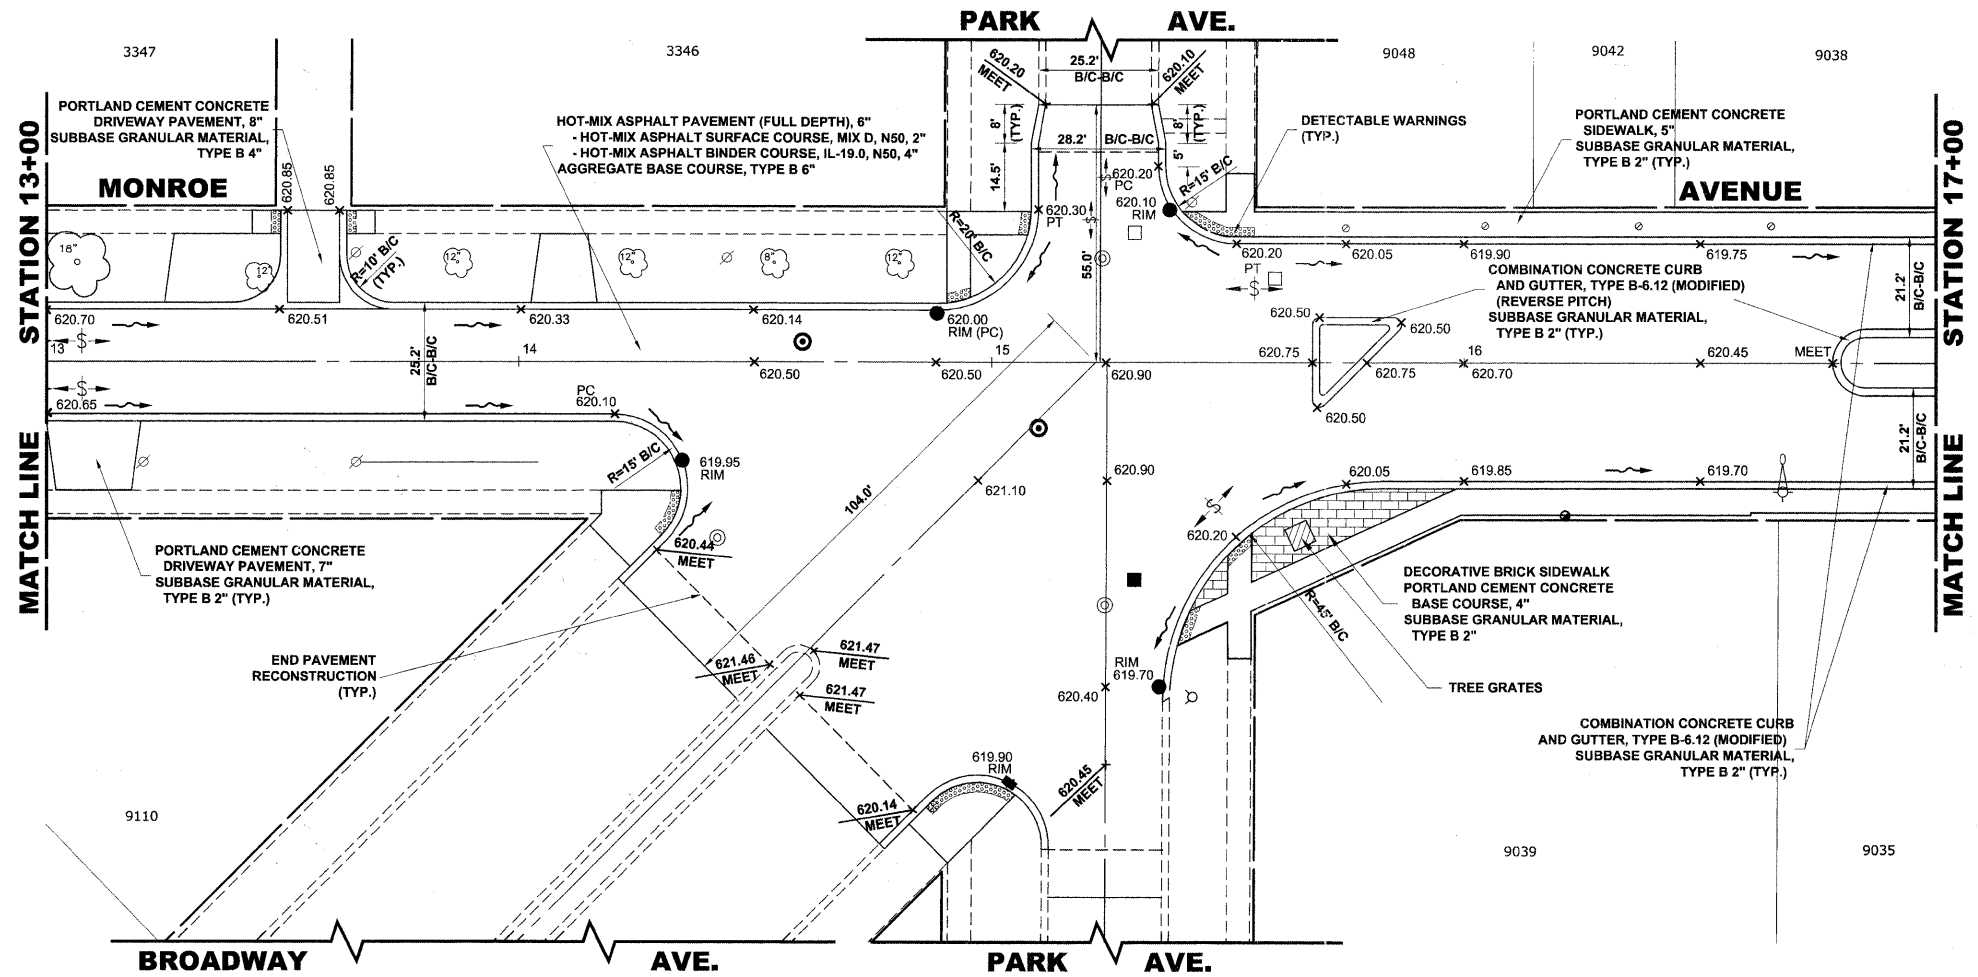 PARK AVE.
3347
3346
9048
9042
9038
620.20
MEET
25.2'
B/C-B/C
620.10
MEET
PORTLAND CEMENT CONCRETE
DRIVEWAY PAVEMENT, 8"
SUBBASE GRANULAR MATERIAL,
TYPE B 4"
HOT-MIX ASPHALT PAVEMENT (FULL DEPTH), 6"
- HOT-MIX ASPHALT SURFACE COURSE, MIX D, N50, 2"
- HOT-MIX ASPHALT BINDER COURSE, IL-19.0, N50, 4"
AGGREGATE BASE COURSE, TYPE B 6"
8'
(TYP.)
28.2'
B/C-B/C
8'
(TYP.)
14.5'
5'
DETECTABLE WARNINGS
(TYP.)
PORTLAND CEMENT CONCRETE
SIDEWALK, 5"
SUBBASE GRANULAR MATERIAL,
TYPE B 2" (TYP.)
STATION 13+00
STATION 17+00
MONROE
AVENUE
620.85
620.85
620.20
PC
R=15' B/C
620.10
RIM
620.30
PT
R=20' B/C
18"
2"
R=10' B/C
(TYP.)
12"
12"
8"
12"
55.0'
620.20
PT
620.05
619.90
619.75
COMBINATION CONCRETE CURB
AND GUTTER, TYPE B-6.12 (MODIFIED)
(REVERSE PITCH)
SUBBASE GRANULAR MATERIAL,
TYPE B 2" (TYP.)
21.2'
B/C-B/C
620.70
620.51
620.33
620.14
620.00
RIM (PC)
620.50
620.50
13
14
15
16
MEET
25.2'
B/C-B/C
620.50
620.50
620.90
620.75
620.75
620.70
620.45
620.65
PC
620.10
620.50
21.2'
B/C-B/C
MATCH LINE
MATCH LINE
R=15' B/C
619.95
RIM
104.0'
621.10
620.90
620.05
619.85
619.70
620.44
MEET
620.20
PORTLAND CEMENT CONCRETE
DRIVEWAY PAVEMENT, 7"
SUBBASE GRANULAR MATERIAL,
TYPE B 2" (TYP.)
DECORATIVE BRICK SIDEWALK
PORTLAND CEMENT CONCRETE
BASE COURSE, 4"
SUBBASE GRANULAR MATERIAL,
TYPE B 2"
R=45' B/C
END PAVEMENT
RECONSTRUCTION
(TYP.)
621.46
MEET
621.47
MEET
621.47
MEET
RIM
619.70
620.40
TREE GRATES
COMBINATION CONCRETE CURB
AND GUTTER, TYPE B-6.12 (MODIFIED)
SUBBASE GRANULAR MATERIAL,
TYPE B 2" (TYP.)
619.90
RIM
620.45
MEET
620.14
MEET
9110
9039
9035
BROADWAY AVE.
PARK AVE.